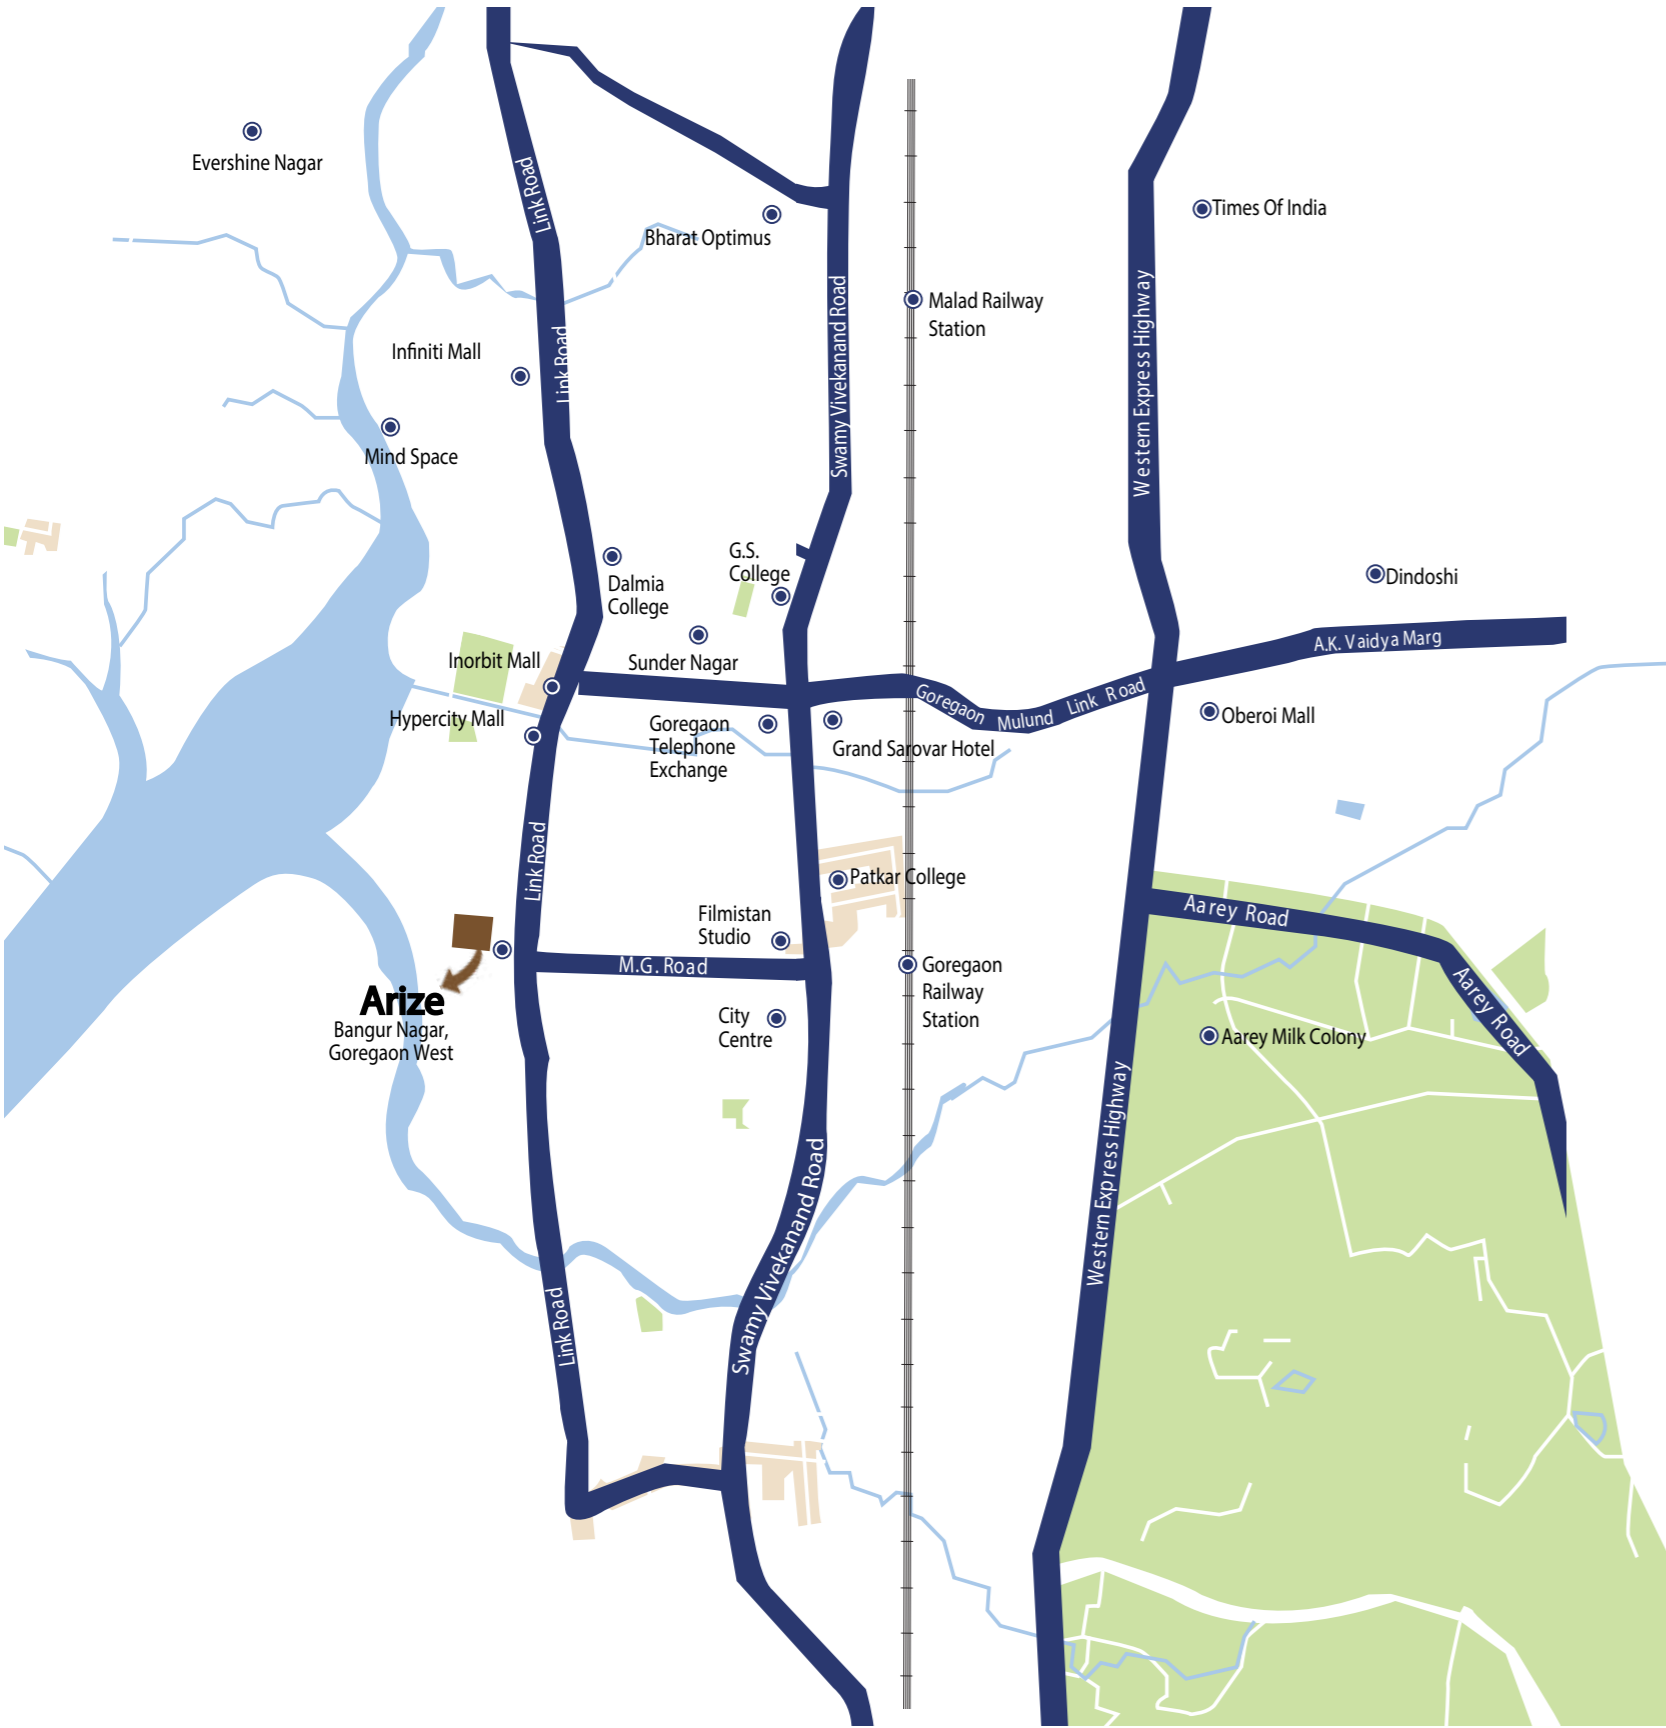 Evershine Nagar
Link Road
Times Of India
Bharat Optimus
Malad Railway
Station
Swamy Vivekanand Road
Western Express Highway
Infiniti Mall
Link Road
Mind Space
G.S.
College
Dalmia
College
Dindoshi
A.K. Vaidya Marg
Inorbit Mall
Sunder Nagar
Goregaon Mulund Link Road
Hypercity Mall
Goregaon
Telephone
Exchange
Grand Sarovar Hotel
Oberoi Mall
Link Road
Patkar College
Filmistan
Studio
Aarey Road
M.G. Road
Goregaon
Railway
Station
Aarey Road
Arize
Bangur Nagar,
Goregaon West
City
Centre
Aarey Milk Colony
Western Express Highway
Swamy Vivekanand Road
Link Road